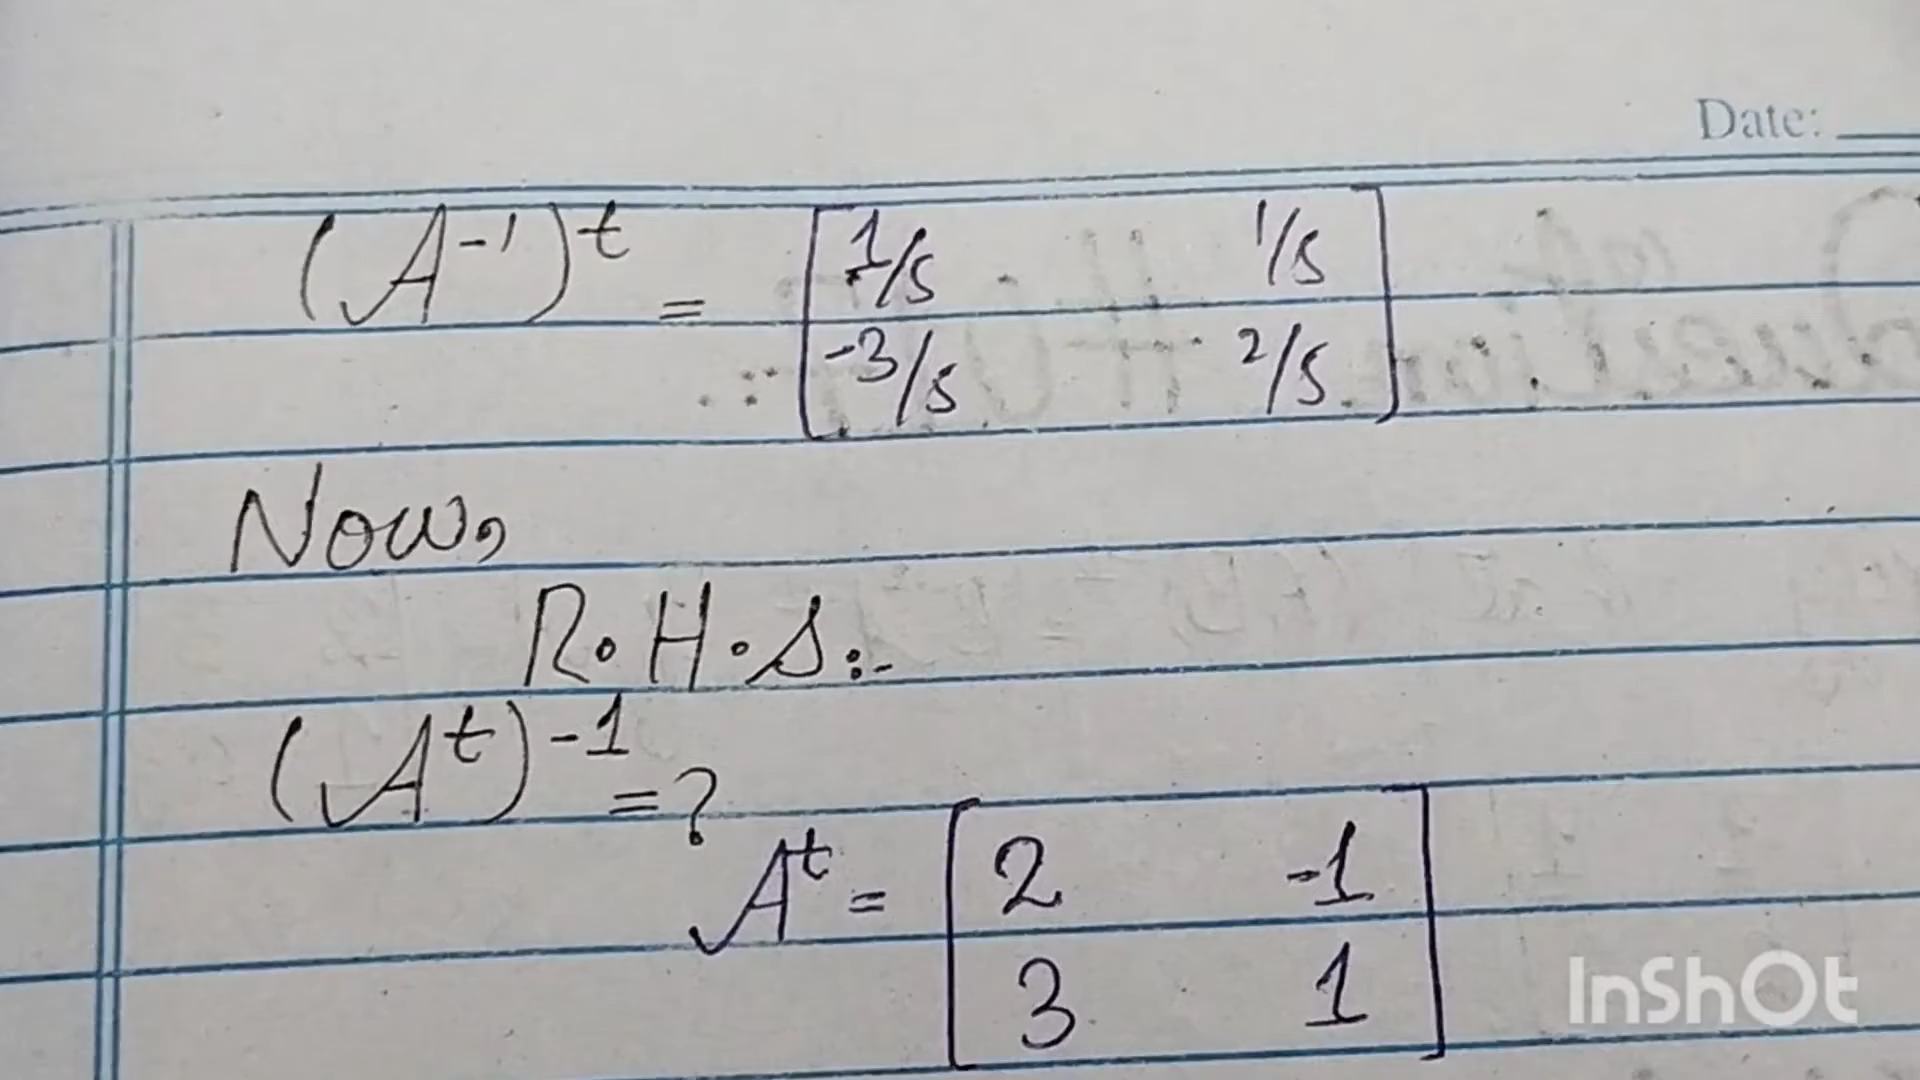 Date:
(A-1)t = [1/5 1/5
-3/5 2/5]
Now,
R.H.S:-
(At)-1 = ?
At = [2 -1
3 1]
InShOt